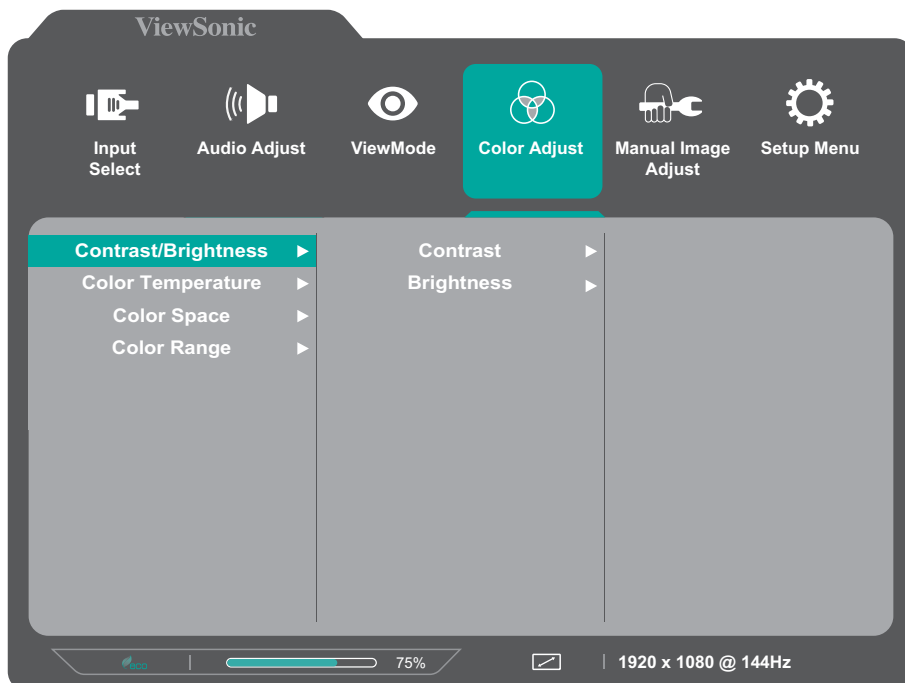 ViewSonic
Input Select
Audio Adjust
ViewMode
Color Adjust
Manual Image Adjust
Setup Menu
Contrast/Brightness
Color Temperature
Color Space
Color Range
Contrast
Brightness
eco
75%
1920 x 1080 @ 144Hz